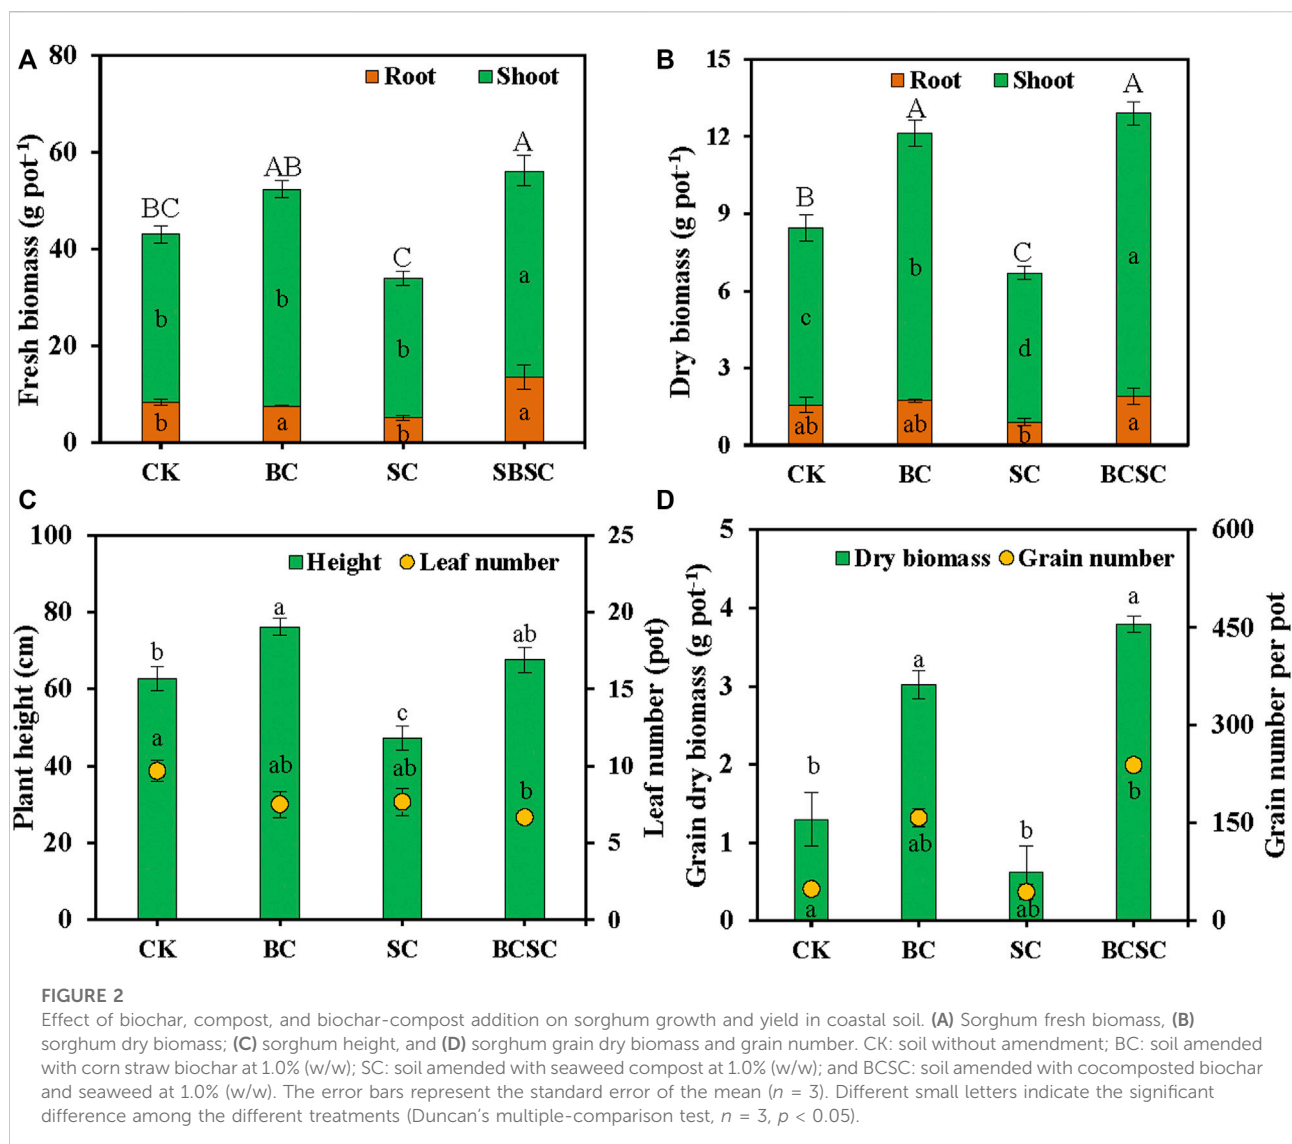 A
80
60
40
20
0
Fresh biomass (g pot⁻¹)
Root Shoot
BC
AB
C
A
b
b
b
a
b
a
b
a
CK BC SC SBSC
B
15
12
9
6
3
0
Dry biomass (g pot⁻¹)
Root Shoot
B
A
C
A
c
b
d
a
ab
ab
b
a
CK BC SC BCSC
C
100
80
60
40
20
0
Plant height (cm)
Height Leaf number
25
20
15
10
5
0
Leaf number (pot)
b
a
c
ab
a
ab
ab
b
CK BC SC BCSC
D
5
4
3
2
1
0
Grain dry biomass (g pot⁻¹)
Dry biomass Grain number
600
450
300
150
0
Grain number per pot
b
a
b
a
a
ab
ab
b
CK BC SC BCSC
FIGURE 2
Effect of biochar, compost, and biochar-compost addition on sorghum growth and yield in coastal soil. (A) Sorghum fresh biomass, (B)
sorghum dry biomass; (C) sorghum height, and (D) sorghum grain dry biomass and grain number. CK: soil without amendment; BC: soil amended
with corn straw biochar at 1.0% (w/w); SC: soil amended with seaweed compost at 1.0% (w/w); and BCSC: soil amended with cocomposted biochar
and seaweed at 1.0% (w/w). The error bars represent the standard error of the mean (n = 3). Different small letters indicate the significant
difference among the different treatments (Duncan's multiple-comparison test, n = 3, p < 0.05).